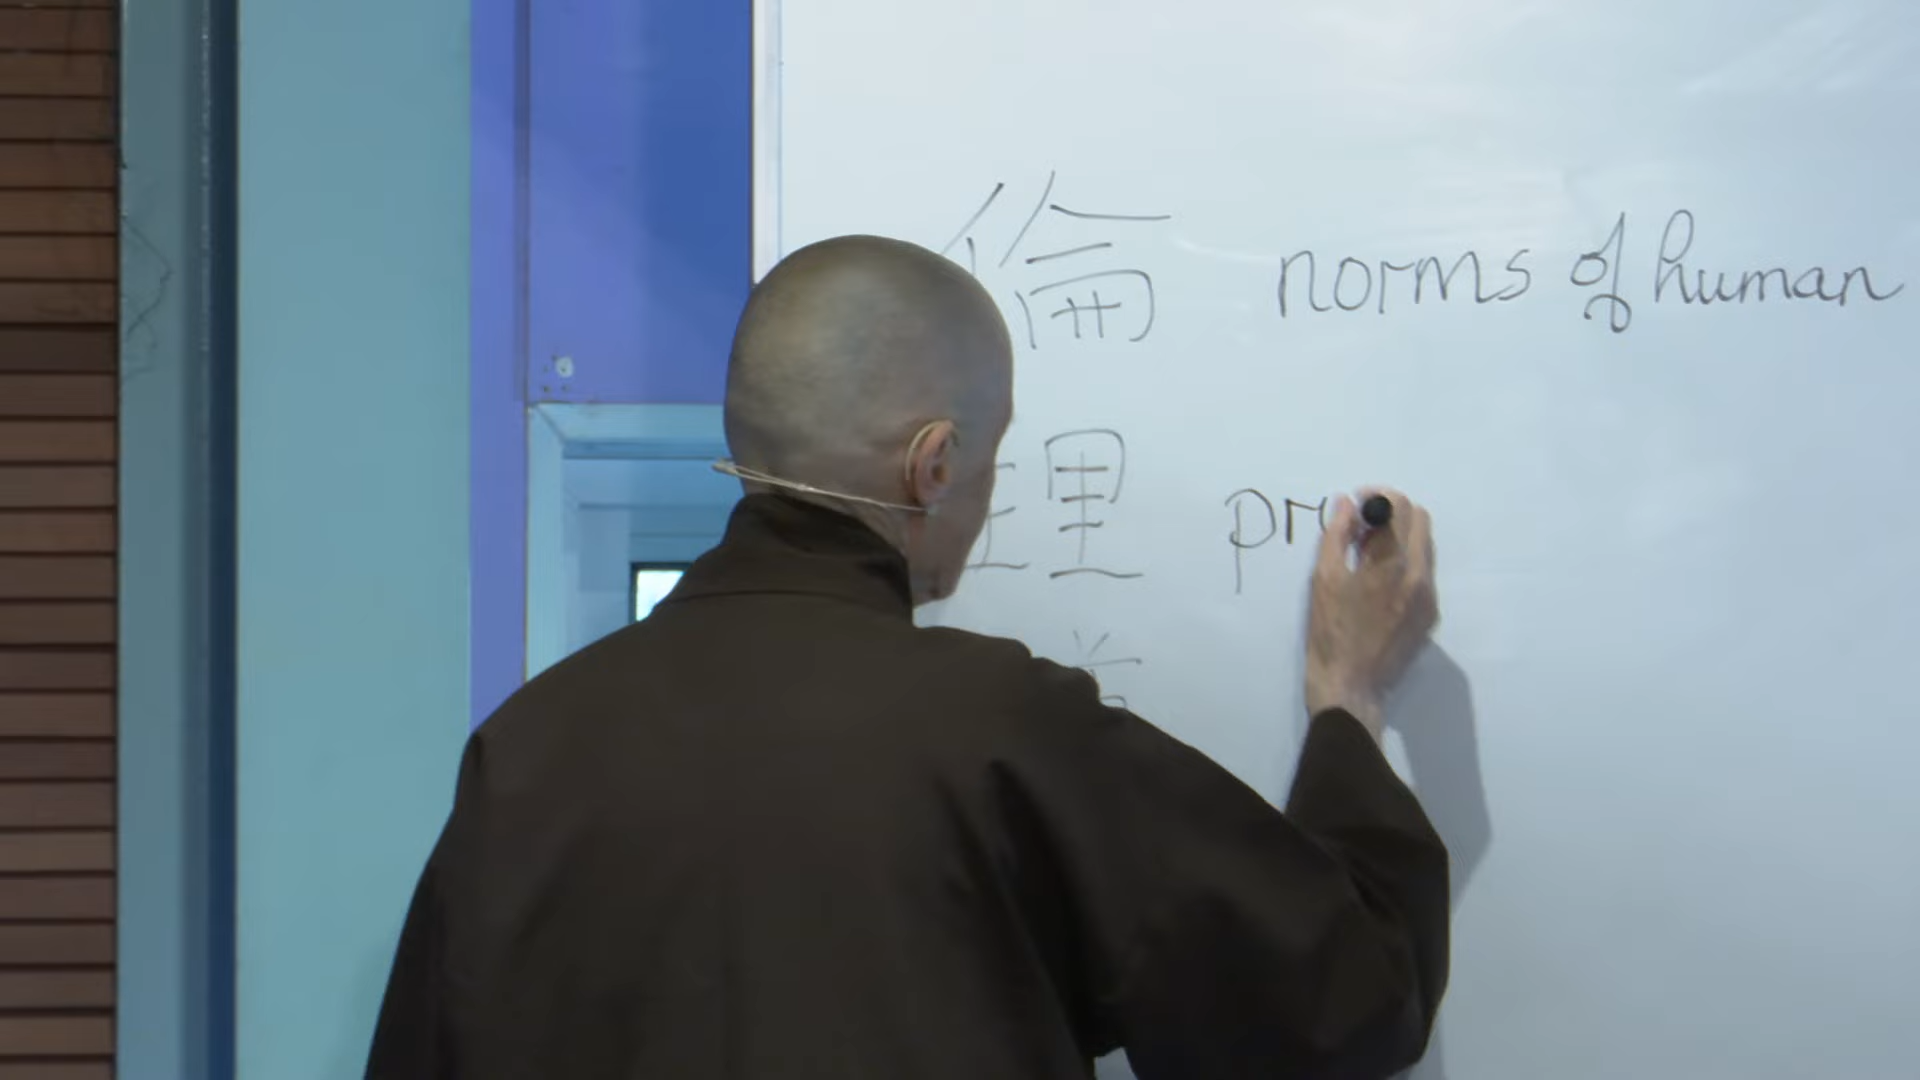 倫 norms of human
理 pr